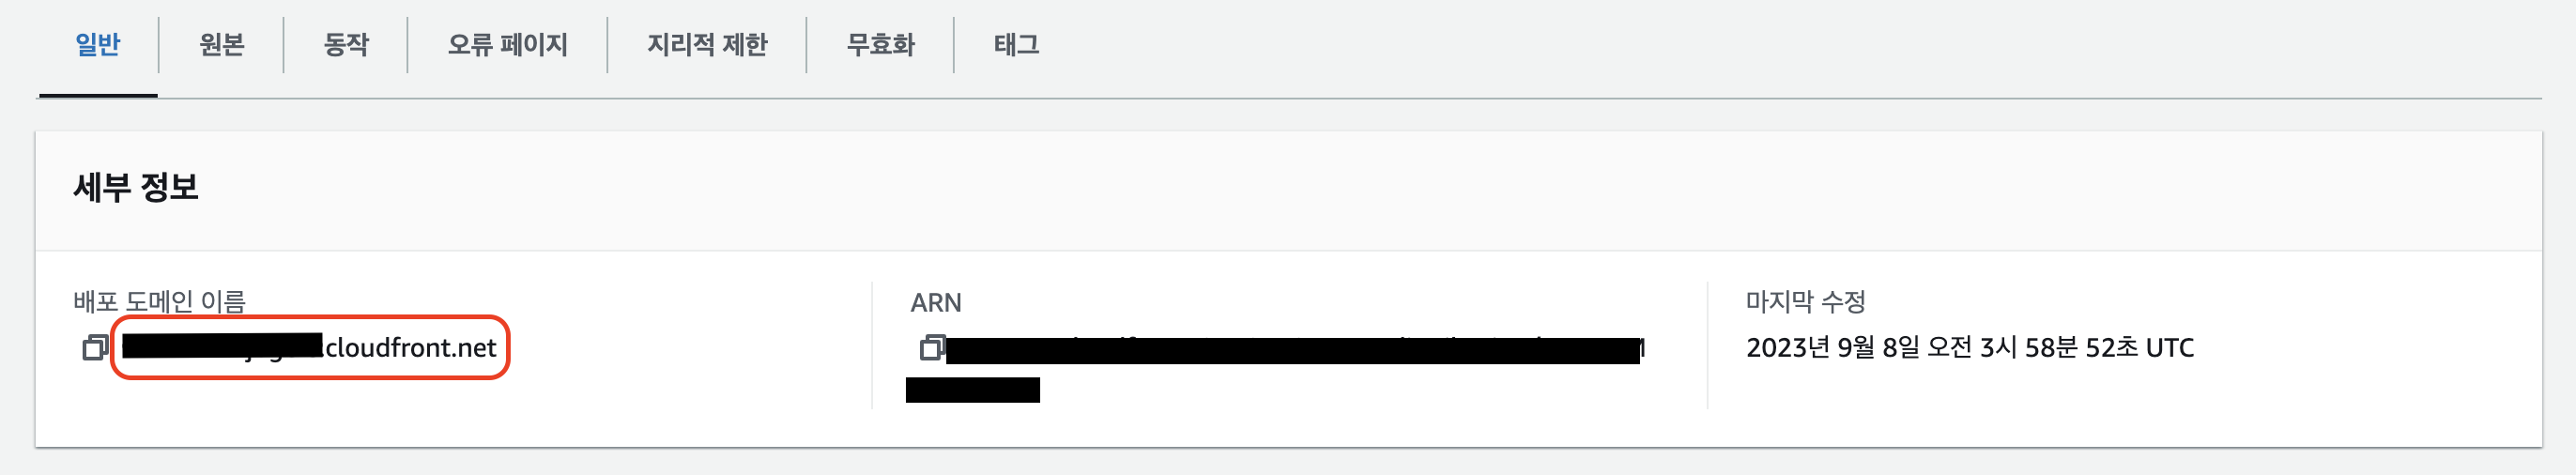 일반
원본
동작
오류 페이지
지리적 제한
무효화
태그
세부 정보
배포 도메인 이름
.cloudfront.net
ARN
마지막 수정
2023년 9월 8일 오전 3시 58분 52초 UTC